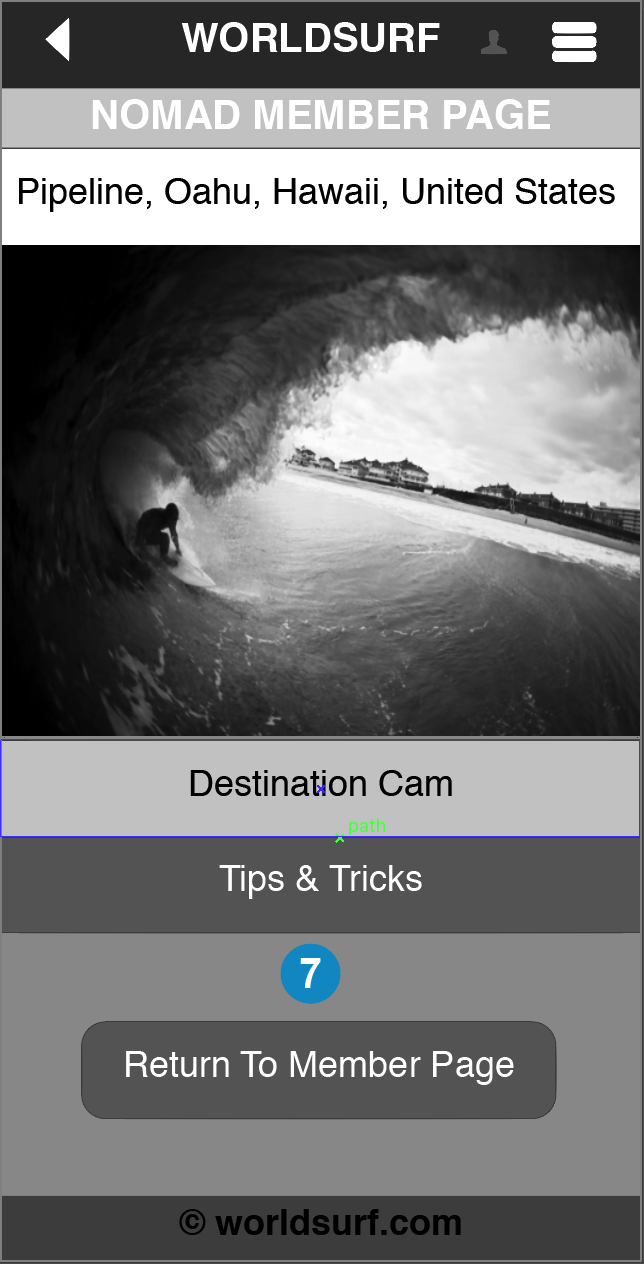 WORLDSURF
NOMAD MEMBER PAGE
Pipeline, Oahu, Hawaii, United States
Destination Cam
path
Tips & Tricks
7
Return To Member Page
© worldsurf.com